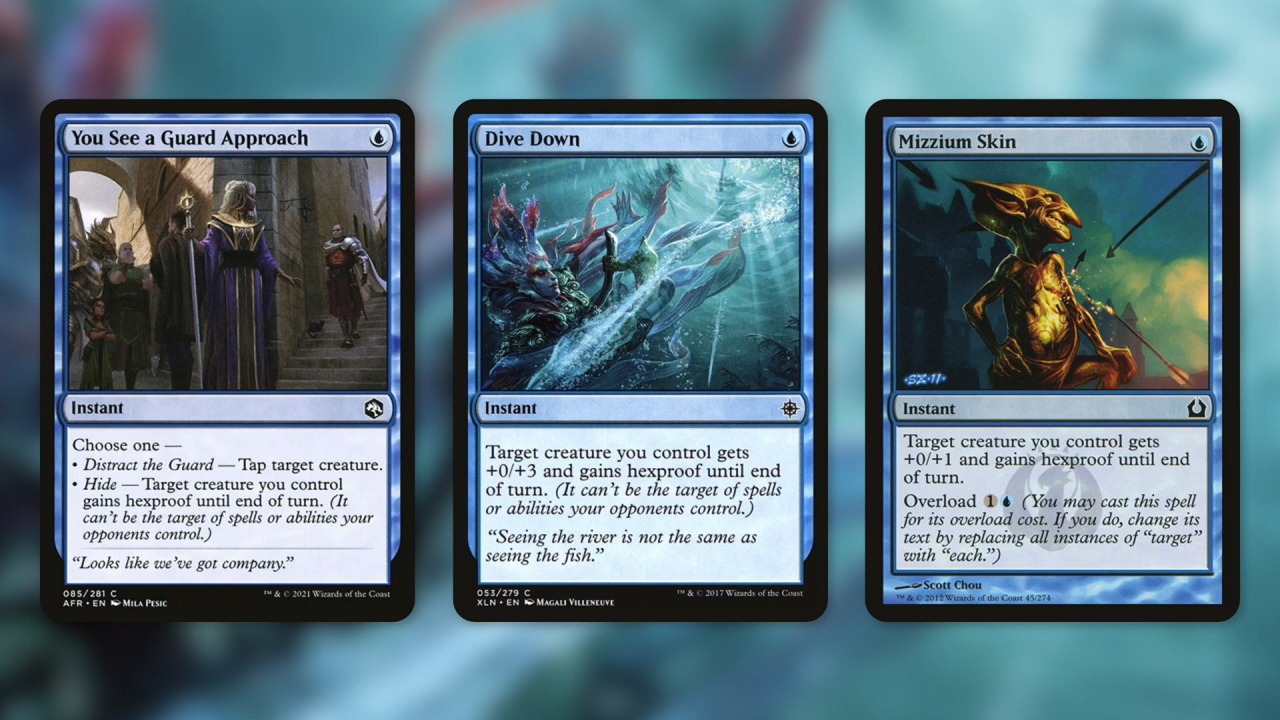 You See a Guard Approach
Instant
Choose one —
• Distract the Guard — Tap target creature.
• Hide — Target creature you control
gains hexproof until end of turn. (It
can't be the target of spells or abilities your
opponents control.)
"Looks like we've got company."
085/281 C
AFR • EN Mila Pesic
™ & © 2021 Wizards of the Coast
Dive Down
Instant
Target creature you control gets
+0/+3 and gains hexproof until end
of turn. (It can't be the target of spells
or abilities your opponents control.)
"Seeing the river is not the same as
seeing the fish."
053/279 C
XLN • EN Magali Villeneuve
™ & © 2017 Wizards of the Coast
Mizzium Skin
•SZ•11•
Instant
Target creature you control gets
+0/+1 and gains hexproof until end
of turn.
Overload 1 (You may cast this spell
for its overload cost. If you do, change its
text by replacing all instances of "target"
with "each.")
Scott Chou
™ & © 2012 Wizards of the Coast 45/274